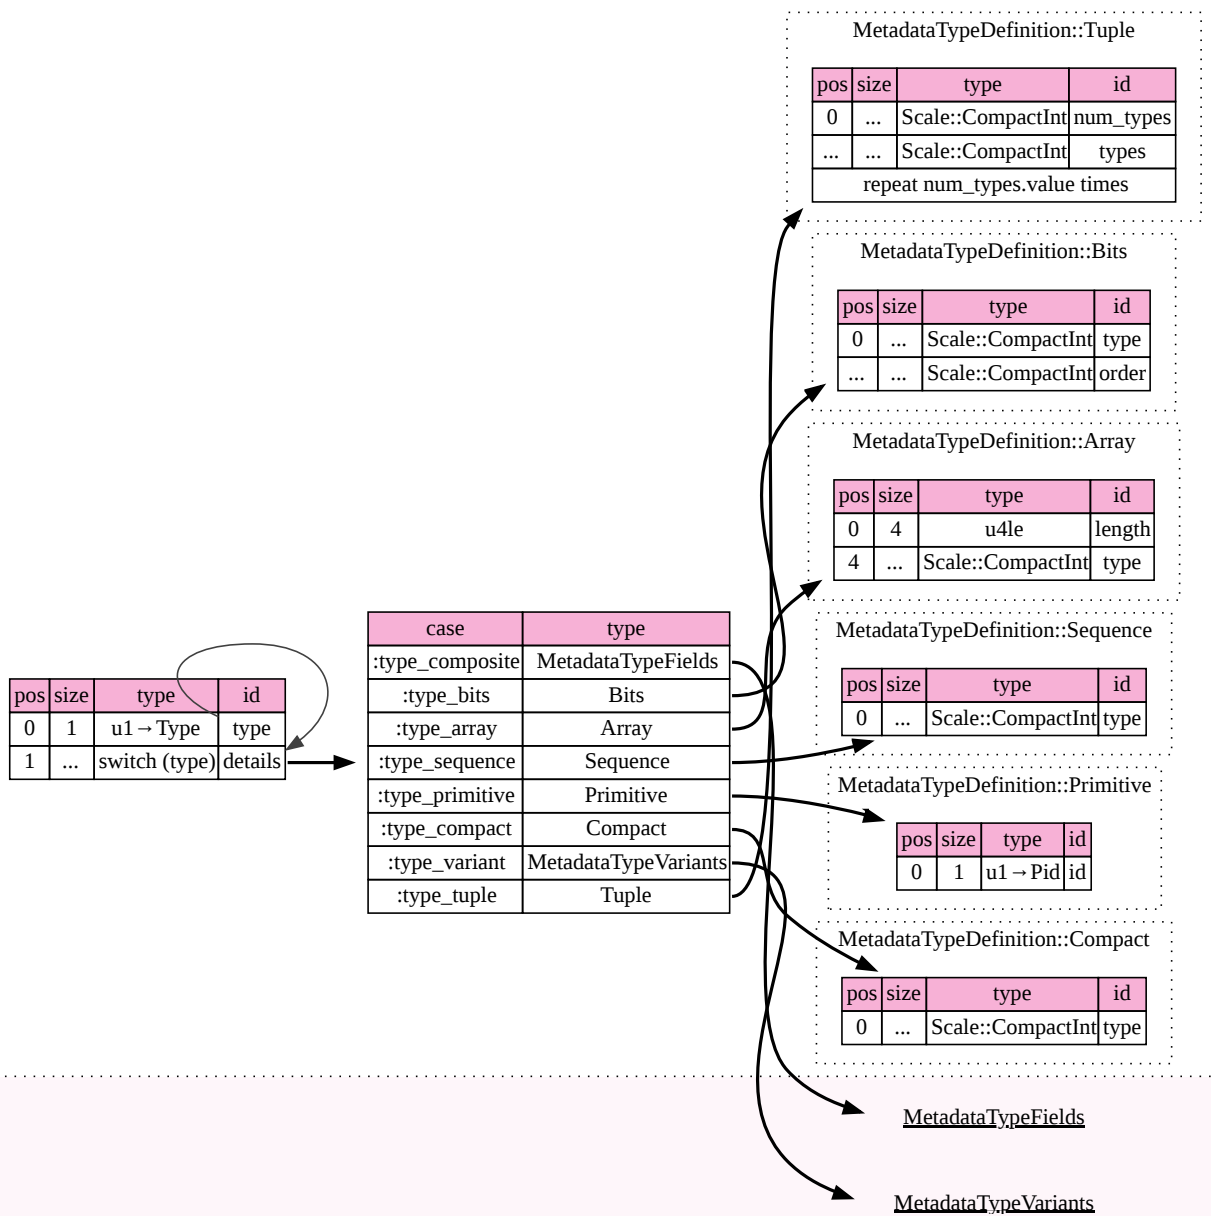 MetadataTypeDefinition::Tuple
pos size type id
0 ... Scale::CompactInt num_types
... ... Scale::CompactInt types
repeat num_types.value times
MetadataTypeDefinition::Bits
pos size type id
0 ... Scale::CompactInt type
... ... Scale::CompactInt order
MetadataTypeDefinition::Array
pos size type id
0 4 u4le length
4 ... Scale::CompactInt type
MetadataTypeDefinition::Sequence
pos size type id
0 ... Scale::CompactInt type
MetadataTypeDefinition::Primitive
pos size type id
0 1 u1→Pid id
MetadataTypeDefinition::Compact
pos size type id
0 ... Scale::CompactInt type
pos size type id
0 1 u1→Type type
1 ... switch (type) details
case type
:type_composite MetadataTypeFields
:type_bits Bits
:type_array Array
:type_sequence Sequence
:type_primitive Primitive
:type_compact Compact
:type_variant MetadataTypeVariants
:type_tuple Tuple
MetadataTypeFields
MetadataTypeVariants